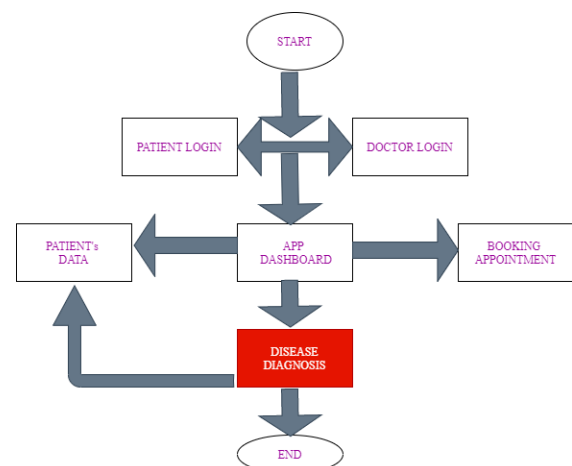 START
PATIENT LOGIN
DOCTOR LOGIN
PATIENT's
DATA
APP
DASHBOARD
BOOKING
APPOINTMENT
DISEASE
DIAGNOSIS
END